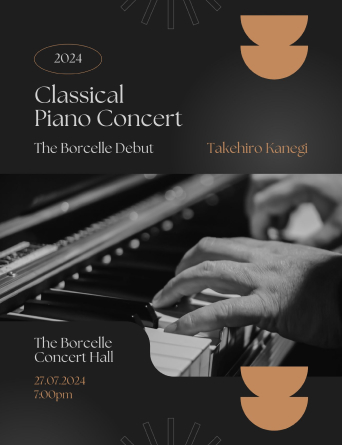 2024
Classical
Piano Concert
The Borcelle Debut
Takehiro Kanegi
The Borcelle
Concert Hall
27.07.2024
7:00pm